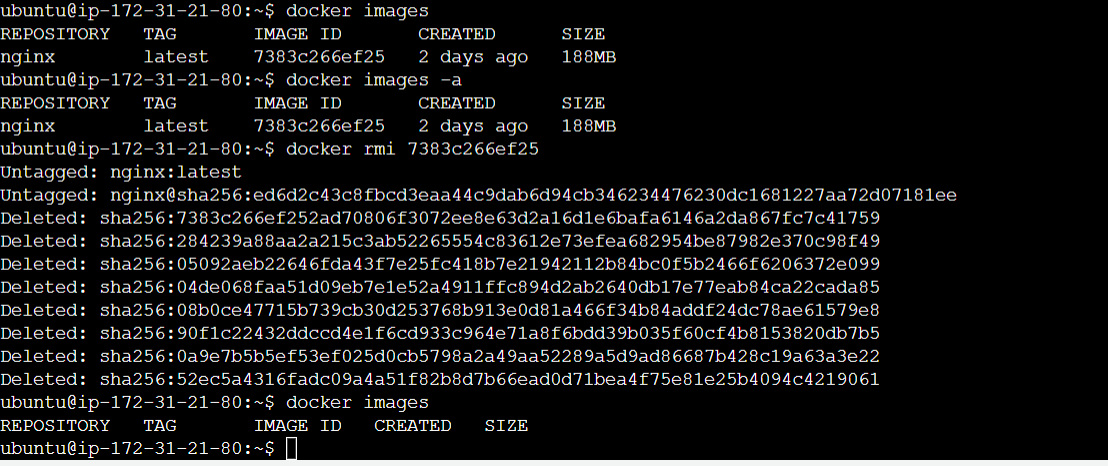 ubuntu@ip-172-31-21-80:~$ docker images
REPOSITORY   TAG       IMAGE ID       CREATED      SIZE
nginx        latest    7383c266ef25   2 days ago   188MB
ubuntu@ip-172-31-21-80:~$ docker images -a
REPOSITORY   TAG       IMAGE ID       CREATED      SIZE
nginx        latest    7383c266ef25   2 days ago   188MB
ubuntu@ip-172-31-21-80:~$ docker rmi 7383c266ef25
Untagged: nginx:latest
Untagged: nginx@sha256:ed6d2c43c8fbcd3eaa44c9dab6d94cb346234476230dc1681227aa72d07181ee
Deleted: sha256:7383c266ef252ad70806f3072ee8e63d2a16d1e6bafa6146a2da867fc7c41759
Deleted: sha256:284239a88aa2a215c3ab52265554c83612e73efea682954be87982e370c98f49
Deleted: sha256:05092aeb22646fda43f7e25fc418b7e21942112b84bc0f5b2466f6206372e099
Deleted: sha256:04de068faa51d09eb7e1e52a4911ffc894d2ab2640db17e77eab84ca22cada85
Deleted: sha256:08b0ce47715b739cb30d253768b913e0d81a466f34b84addf24dc78ae61579e8
Deleted: sha256:90f1c22432ddccd4e1f6cd933c964e71a8f6bdd39b035f60cf4b8153820db7b5
Deleted: sha256:0a9e7b5b5ef53ef025d0cb5798a2a49aa52289a5d9ad86687b428c19a63a3e22
Deleted: sha256:52ec5a4316fadc09a4a51f82b8d7b66ead0d71bea4f75e81e25b4094c4219061
ubuntu@ip-172-31-21-80:~$ docker images
REPOSITORY   TAG       IMAGE ID   CREATED   SIZE
ubuntu@ip-172-31-21-80:~$